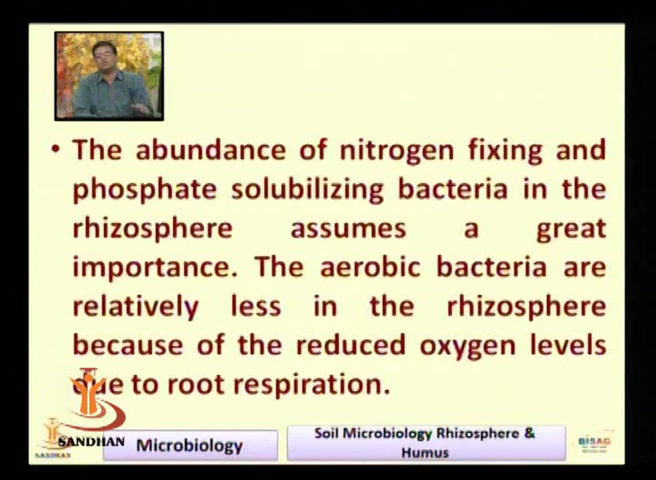 • The abundance of nitrogen fixing and
phosphate solubilizing bacteria in the
rhizosphere assumes a great
importance. The aerobic bacteria are
relatively less in the rhizosphere
because of the reduced oxygen levels
due to root respiration.
SANDHAN
SANDHAN
Microbiology
Soil Microbiology Rhizosphere &
Humus
BISAG